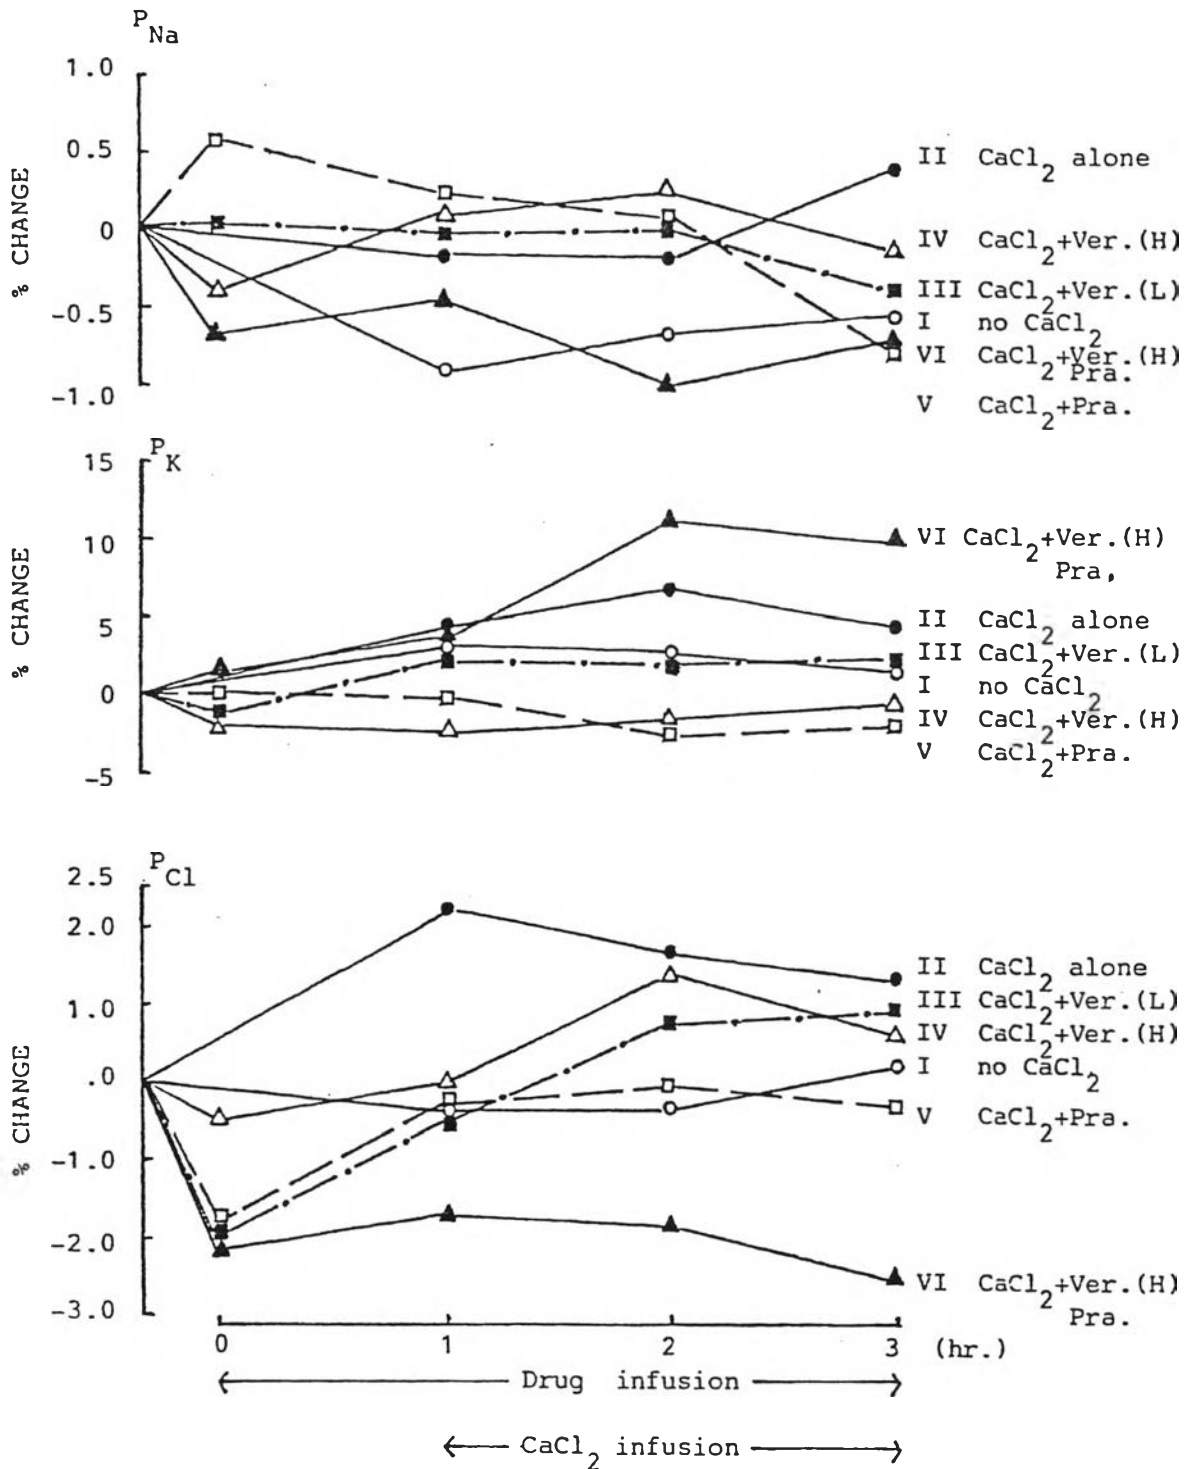 P Na
1.0
0.5
0
-0.5
-1.0
% CHANGE
II CaCl2 alone
IV CaCl2+Ver.(H)
III CaCl2+Ver.(L)
I no CaCl2
VI CaCl2+Ver.(H)
Pra.
V CaCl2+Pra.
P K
15
10
5
0
-5
% CHANGE
VI CaCl2+Ver.(H)
Pra,
II CaCl2 alone
III CaCl2+Ver.(L)
I no CaCl2
IV CaCl2+Ver.(H)
V CaCl2+Pra.
P Cl
2.5
2.0
1.0
.0
-1.0
-2.0
-3.0
% CHANGE
II CaCl2 alone
III CaCl2+Ver.(L)
IV CaCl2+Ver.(H)
I no CaCl2
V CaCl2+Pra.
VI CaCl2+Ver.(H)
Pra.
0 1 2 3 (hr.)
Drug infusion
CaCl2 infusion